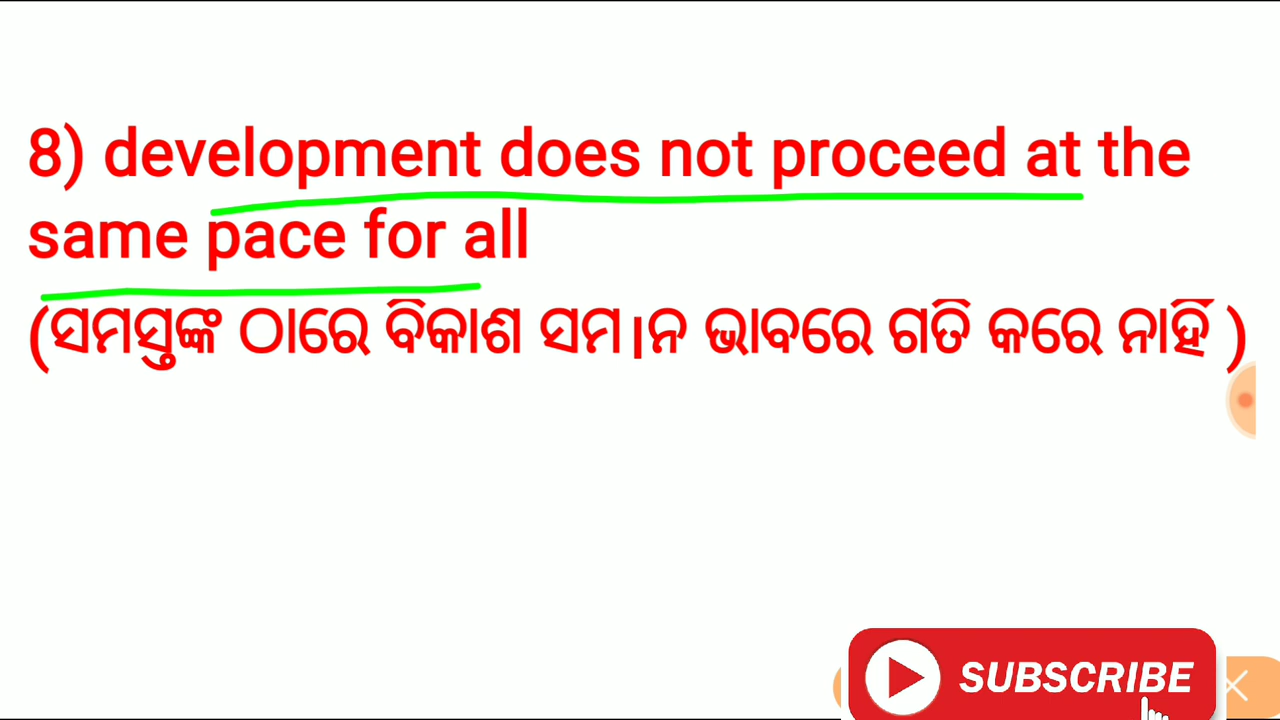 8) development does not proceed at the
same pace for all
(ସମସ୍ତଙ୍କ ଠାରେ ବିକାଶ ସମ।ନ ଭାବରେ ଗତି କରେ ନାହିଁ )
SUBSCRIBE